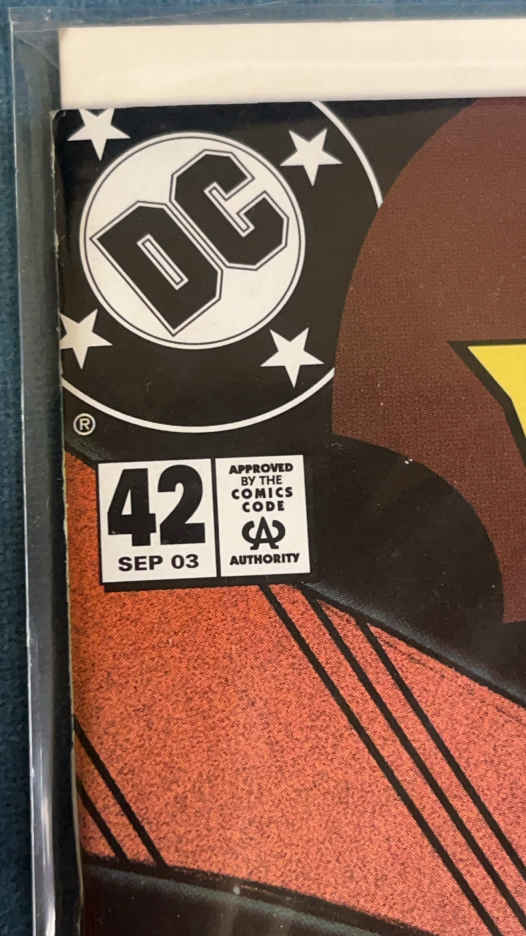 DC
®
42
SEP 03
APPROVED
BY THE
COMICS
CODE
CA
AUTHORITY